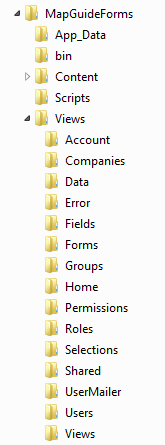 MapGuideForms
App_Data
bin
Content
Scripts
Views
Account
Companies
Data
Error
Fields
Forms
Groups
Home
Permissions
Roles
Selections
Shared
UserMailer
Users
Views